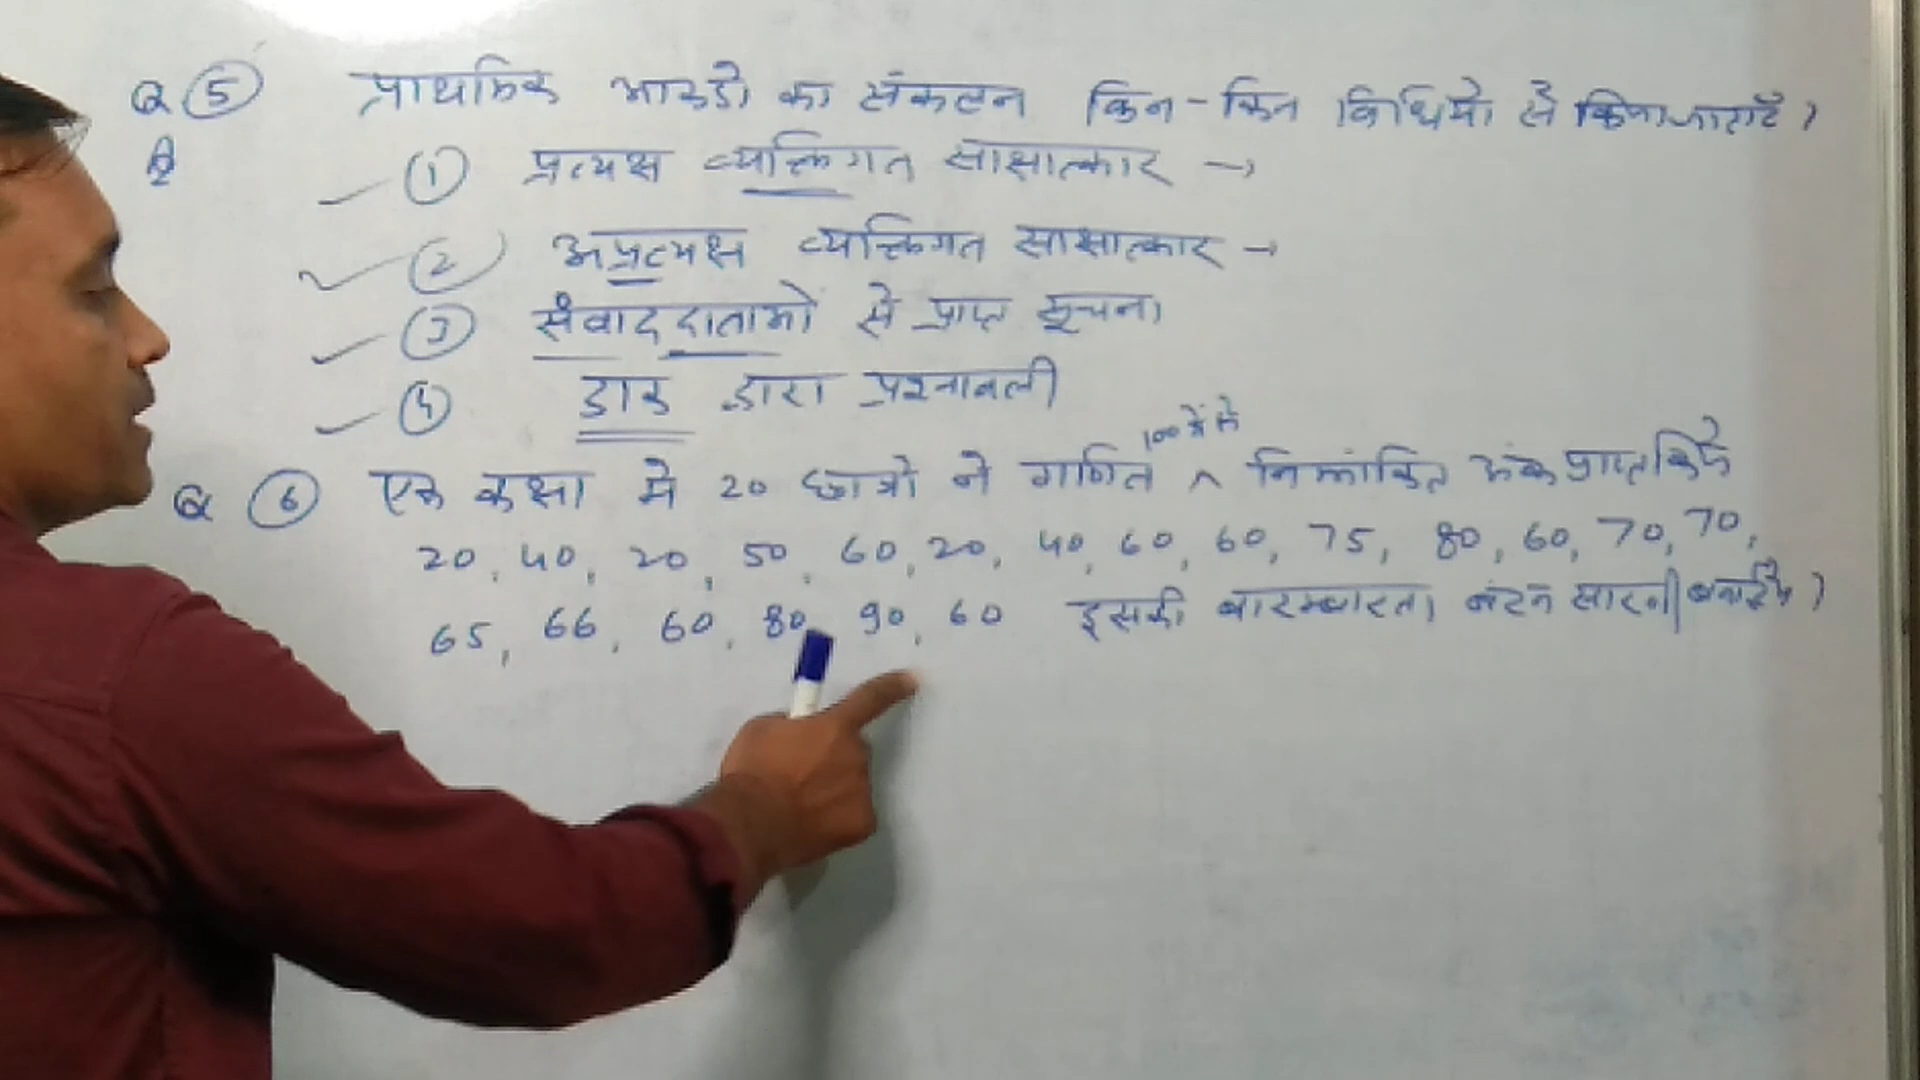 Q ⑤ प्राथमिक आकडो का संकलन किन-किन विधियो से किया जाता है ?
① प्रत्यक्ष व्यक्तिगत साक्षात्कार →
② अप्रत्यक्ष व्यक्तिगत साक्षात्कार →
③ संवाददाताओ से प्राप्त सूचना
④ डाक द्वारा प्रश्नावली
100 में से
Q ⑥ एक कक्षा मे 20 छात्रो ने गणित ^ निम्नांकित अंक प्राप्त किये
20, 40, 20, 50, 60, 20, 40, 60, 60, 75, 80, 60, 70, 70,
65, 66, 60, 80, 90, 60 इसकी बारम्बारता बंटन सारनी बनाईये ?